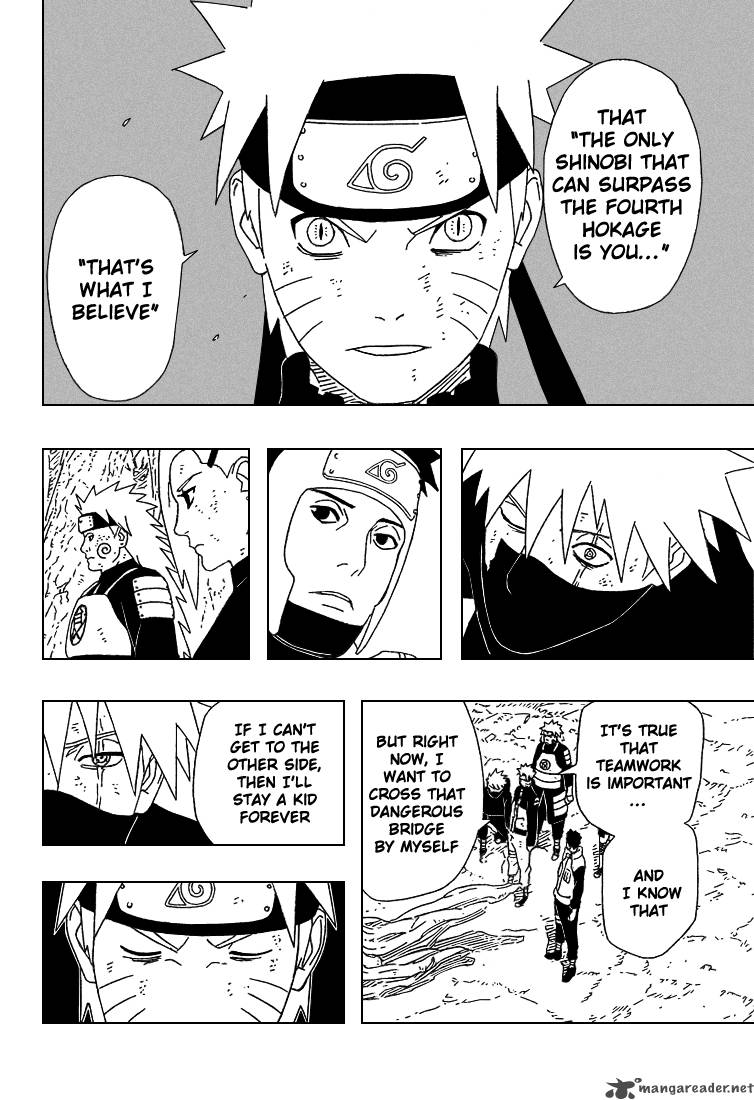 THAT
"THE ONLY
SHINOBI THAT
CAN SURPASS
THE FOURTH
HOKAGE
IS YOU..."
"THAT'S
WHAT I
BELIEVE"
IT'S TRUE
THAT
TEAMWORK
IS IMPORTANT
...
AND
I KNOW
THAT
BUT RIGHT
NOW, I
WANT TO
CROSS THAT
DANGEROUS
BRIDGE
BY MYSELF
IF I CAN'T
GET TO THE
OTHER SIDE,
THEN I'LL
STAY A KID
FOREVER
mangareader.net